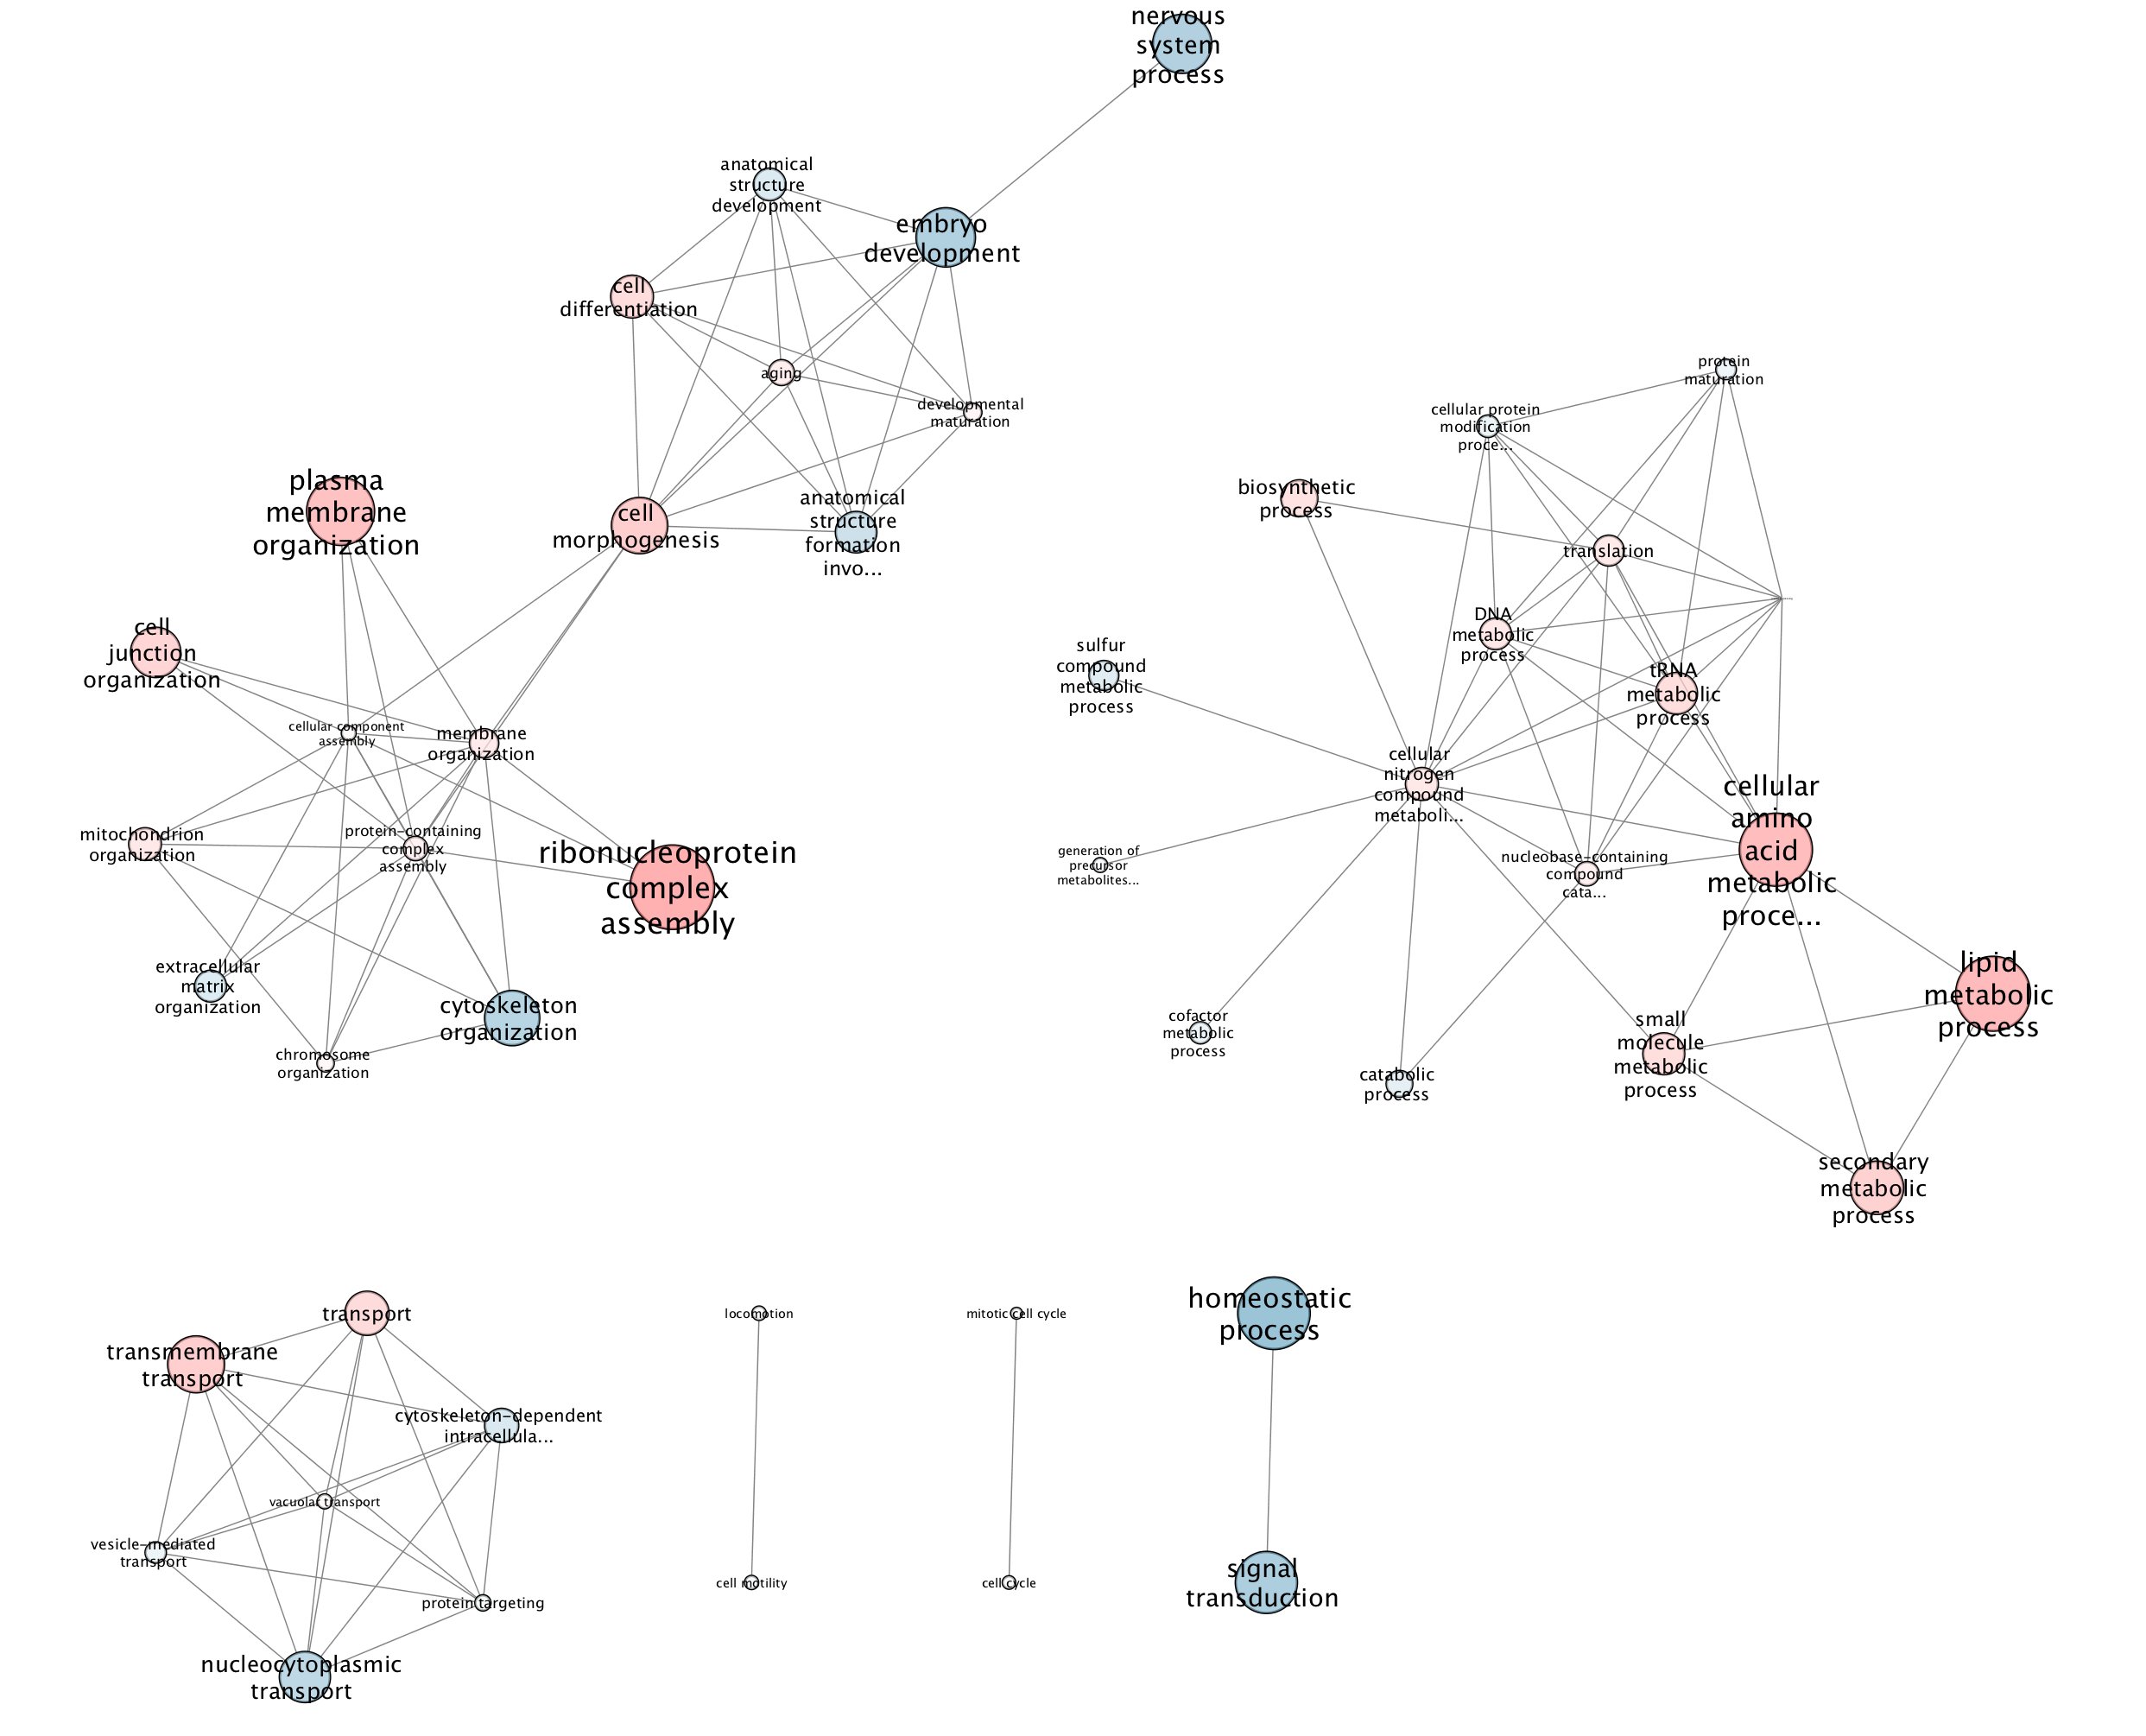 nervous
system
process
anatomical
structure
development
embryo
development
cell
differentiation
aging
developmental
maturation
cell
morphogenesis
anatomical
structure
formation
invo...
plasma
membrane
organization
cell
junction
organization
cellular component
assembly
membrane
organization
mitochondrion
organization
protein-containing
complex
assembly
ribonucleoprotein
complex
assembly
extracellular
matrix
organization
cytoskeleton
organization
chromosome
organization
protein
maturation
cellular protein
modification
proce...
biosynthetic
process
translation
DNA
metabolic
process
tRNA
metabolic
process
sulfur
compound
metabolic
process
cellular
nitrogen
compound
metaboli...
cellular
amino
acid
metabolic
proce...
generation of
precursor
metabolites...
nucleobase-containing
compound
cata...
lipid
metabolic
process
cofactor
metabolic
process
catabolic
process
small
molecule
metabolic
process
secondary
metabolic
process
transport
transmembrane
transport
cytoskeleton-dependent
intracellula...
vacuolar transport
vesicle-mediated
transport
protein targeting
nucleocytoplasmic
transport
locomotion
cell motility
mitotic cell cycle
cell cycle
homeostatic
process
signal
transduction